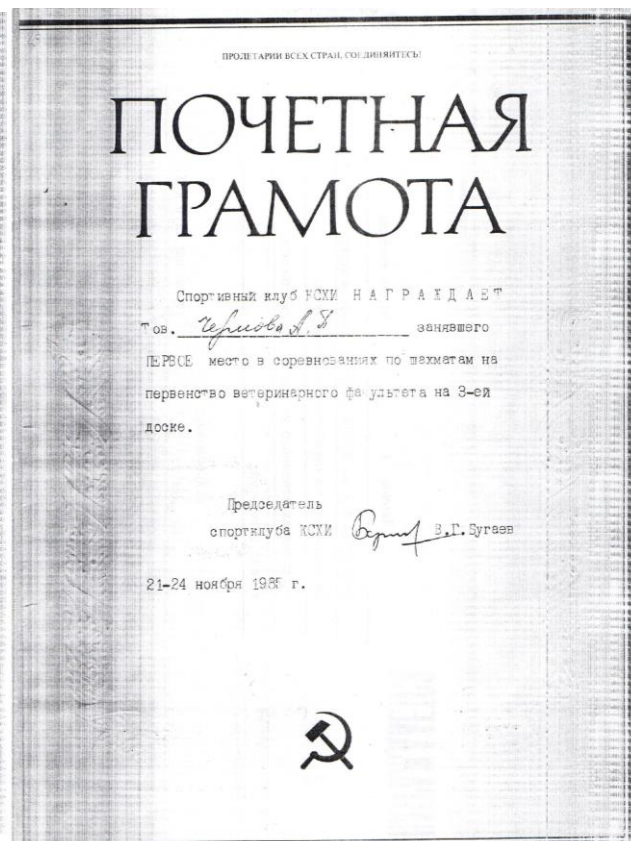 ПРОЛЕТАРИИ ВСЕХ СТРАН, СОЕДИНЯЙТЕСЬ!
ПОЧЕТНАЯ
ГРАМОТА
Спортивный клуб КСХИ НАГРАЖДАЕТ
Тов. А. занявшего
ПЕРВОЕ место в соревнованиях по шахматам на
первенство ветеринарного факультета на 3-ей
доске.
Председатель
спортклуба КСХИ В.Г.Бугаев
21-24 ноября г.